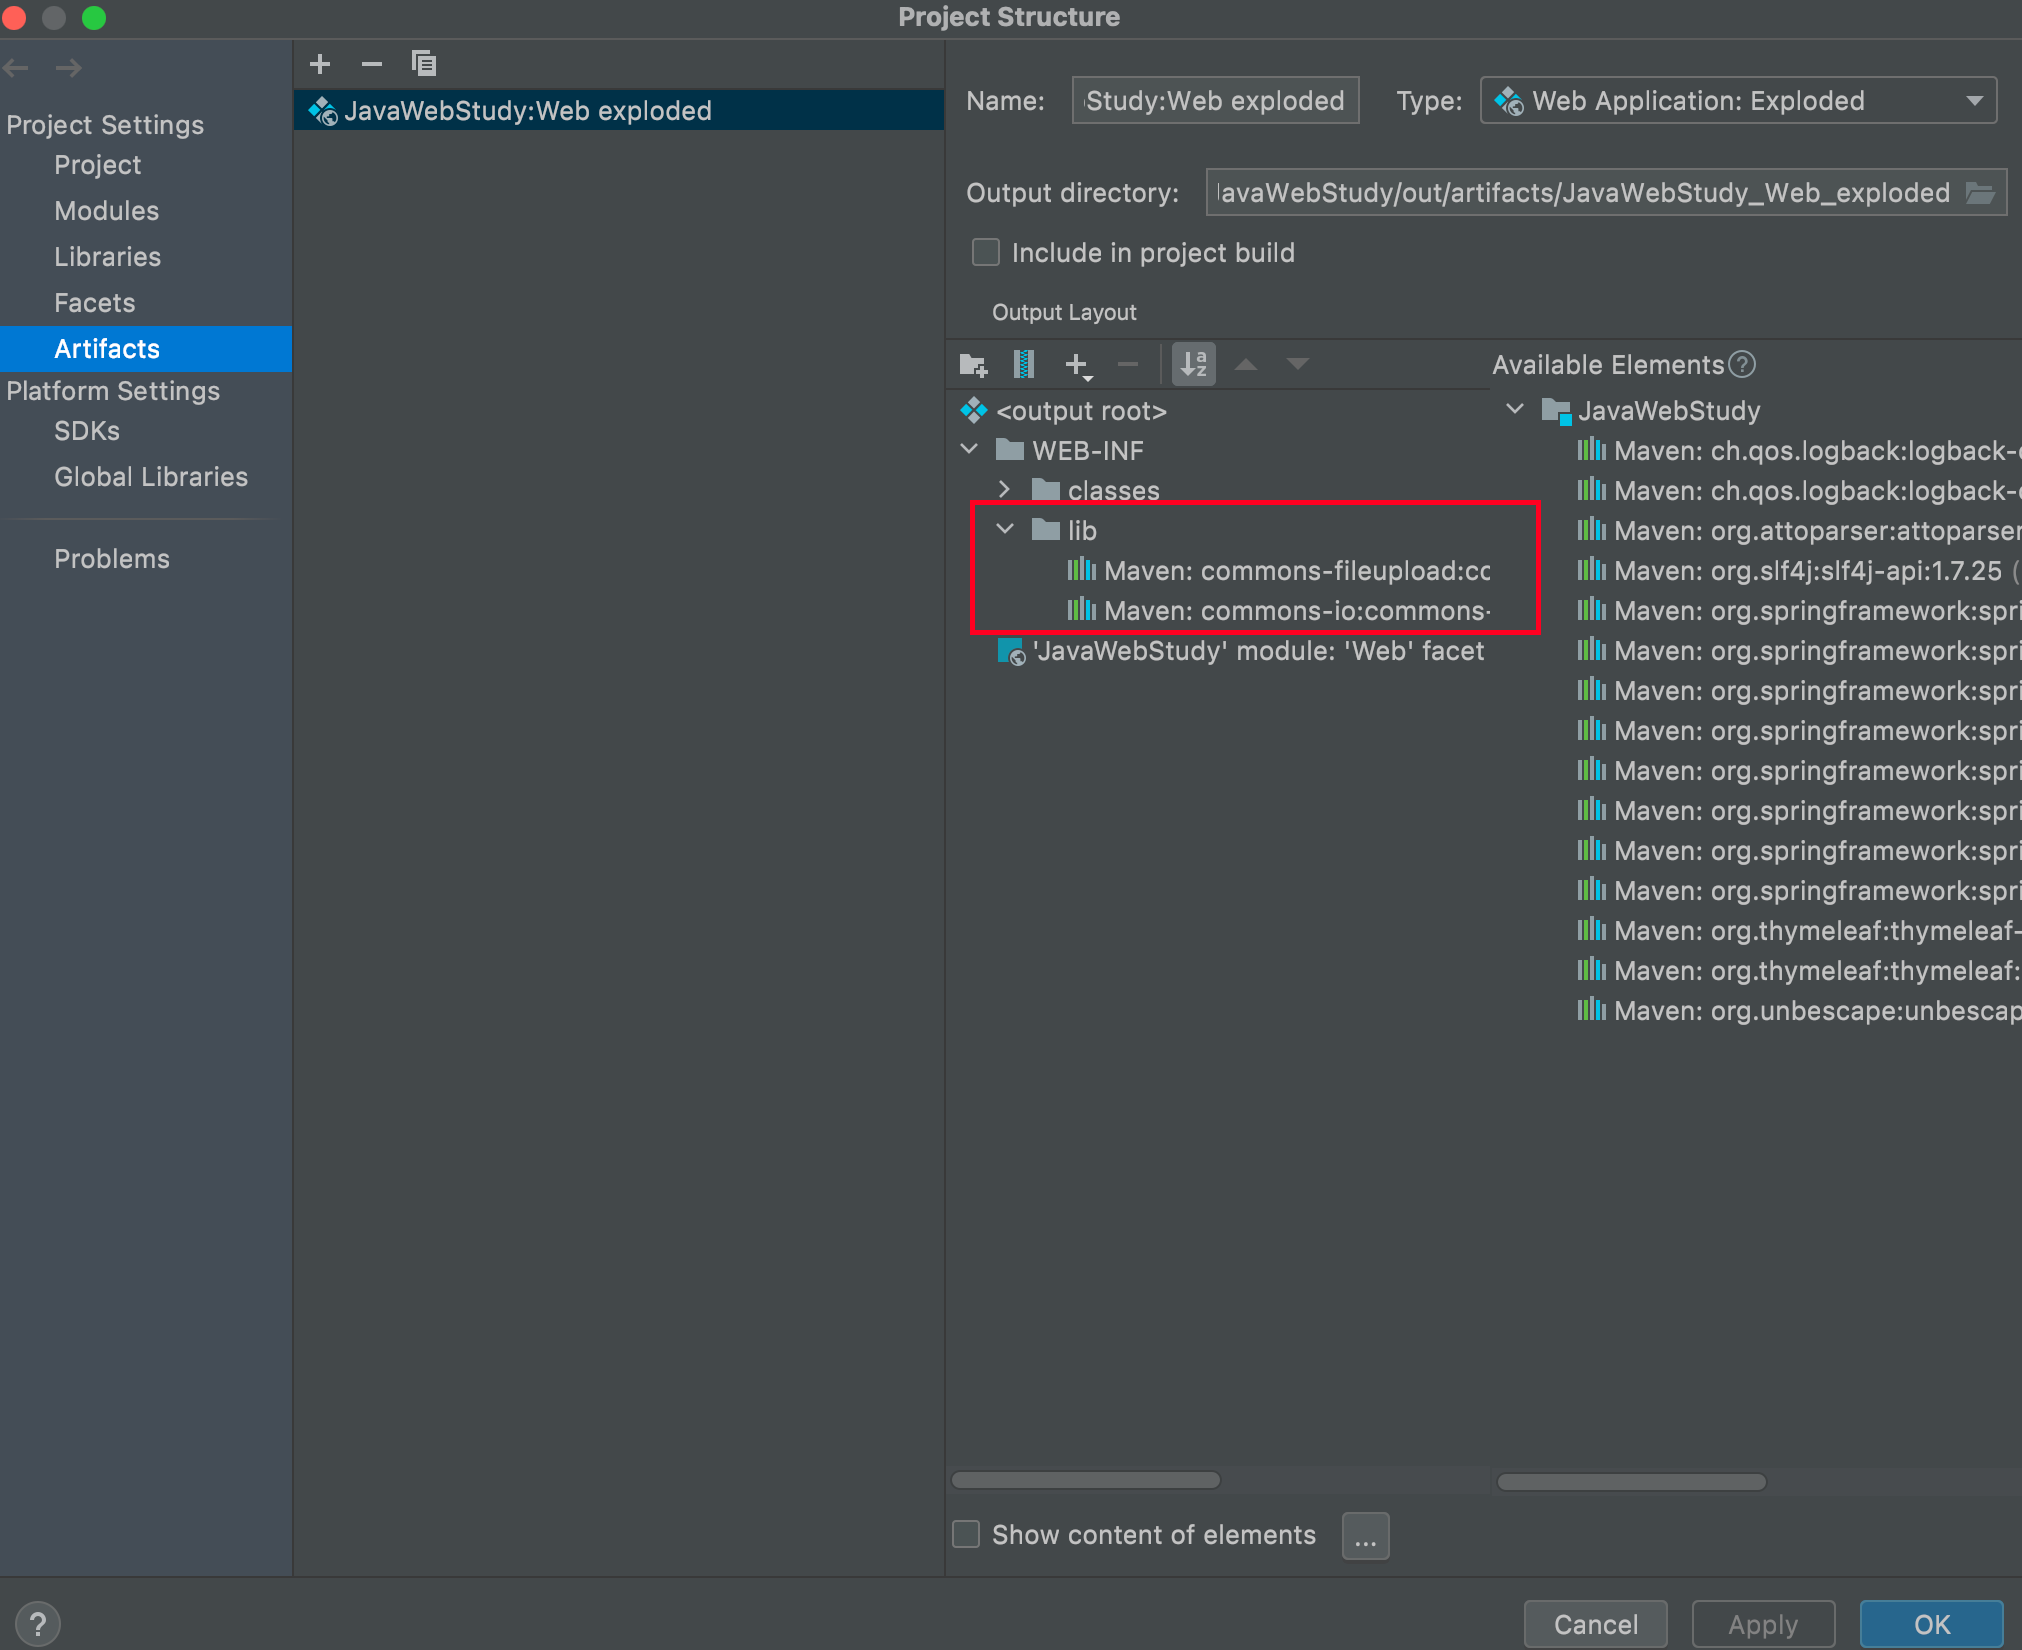 Project Structure
Project Settings
Project
Modules
Libraries
Facets
Artifacts
Platform Settings
SDKs
Global Libraries
Problems
JavaWebStudy:Web exploded
Name: Study:Web exploded Type: Web Application: Exploded
Output directory: avaWebStudy/out/artifacts/JavaWebStudy_Web_exploded
Include in project build
Output Layout
<output root>
WEB-INF
classes
lib
Maven: commons-fileupload:co
Maven: commons-io:commons-
'JavaWebStudy' module: 'Web' facet
Available Elements ?
JavaWebStudy
Maven: ch.qos.logback:logback-c
Maven: ch.qos.logback:logback-c
Maven: org.attoparser:attoparser
Maven: org.slf4j:slf4j-api:1.7.25 (
Maven: org.springframework:spri
Maven: org.springframework:spri
Maven: org.springframework:spri
Maven: org.springframework:spri
Maven: org.springframework:spri
Maven: org.springframework:spri
Maven: org.springframework:spri
Maven: org.springframework:spri
Maven: org.thymeleaf:thymeleaf-
Maven: org.thymeleaf:thymeleaf:
Maven: org.unbescape:unbescap
Show content of elements ...
? Cancel Apply OK